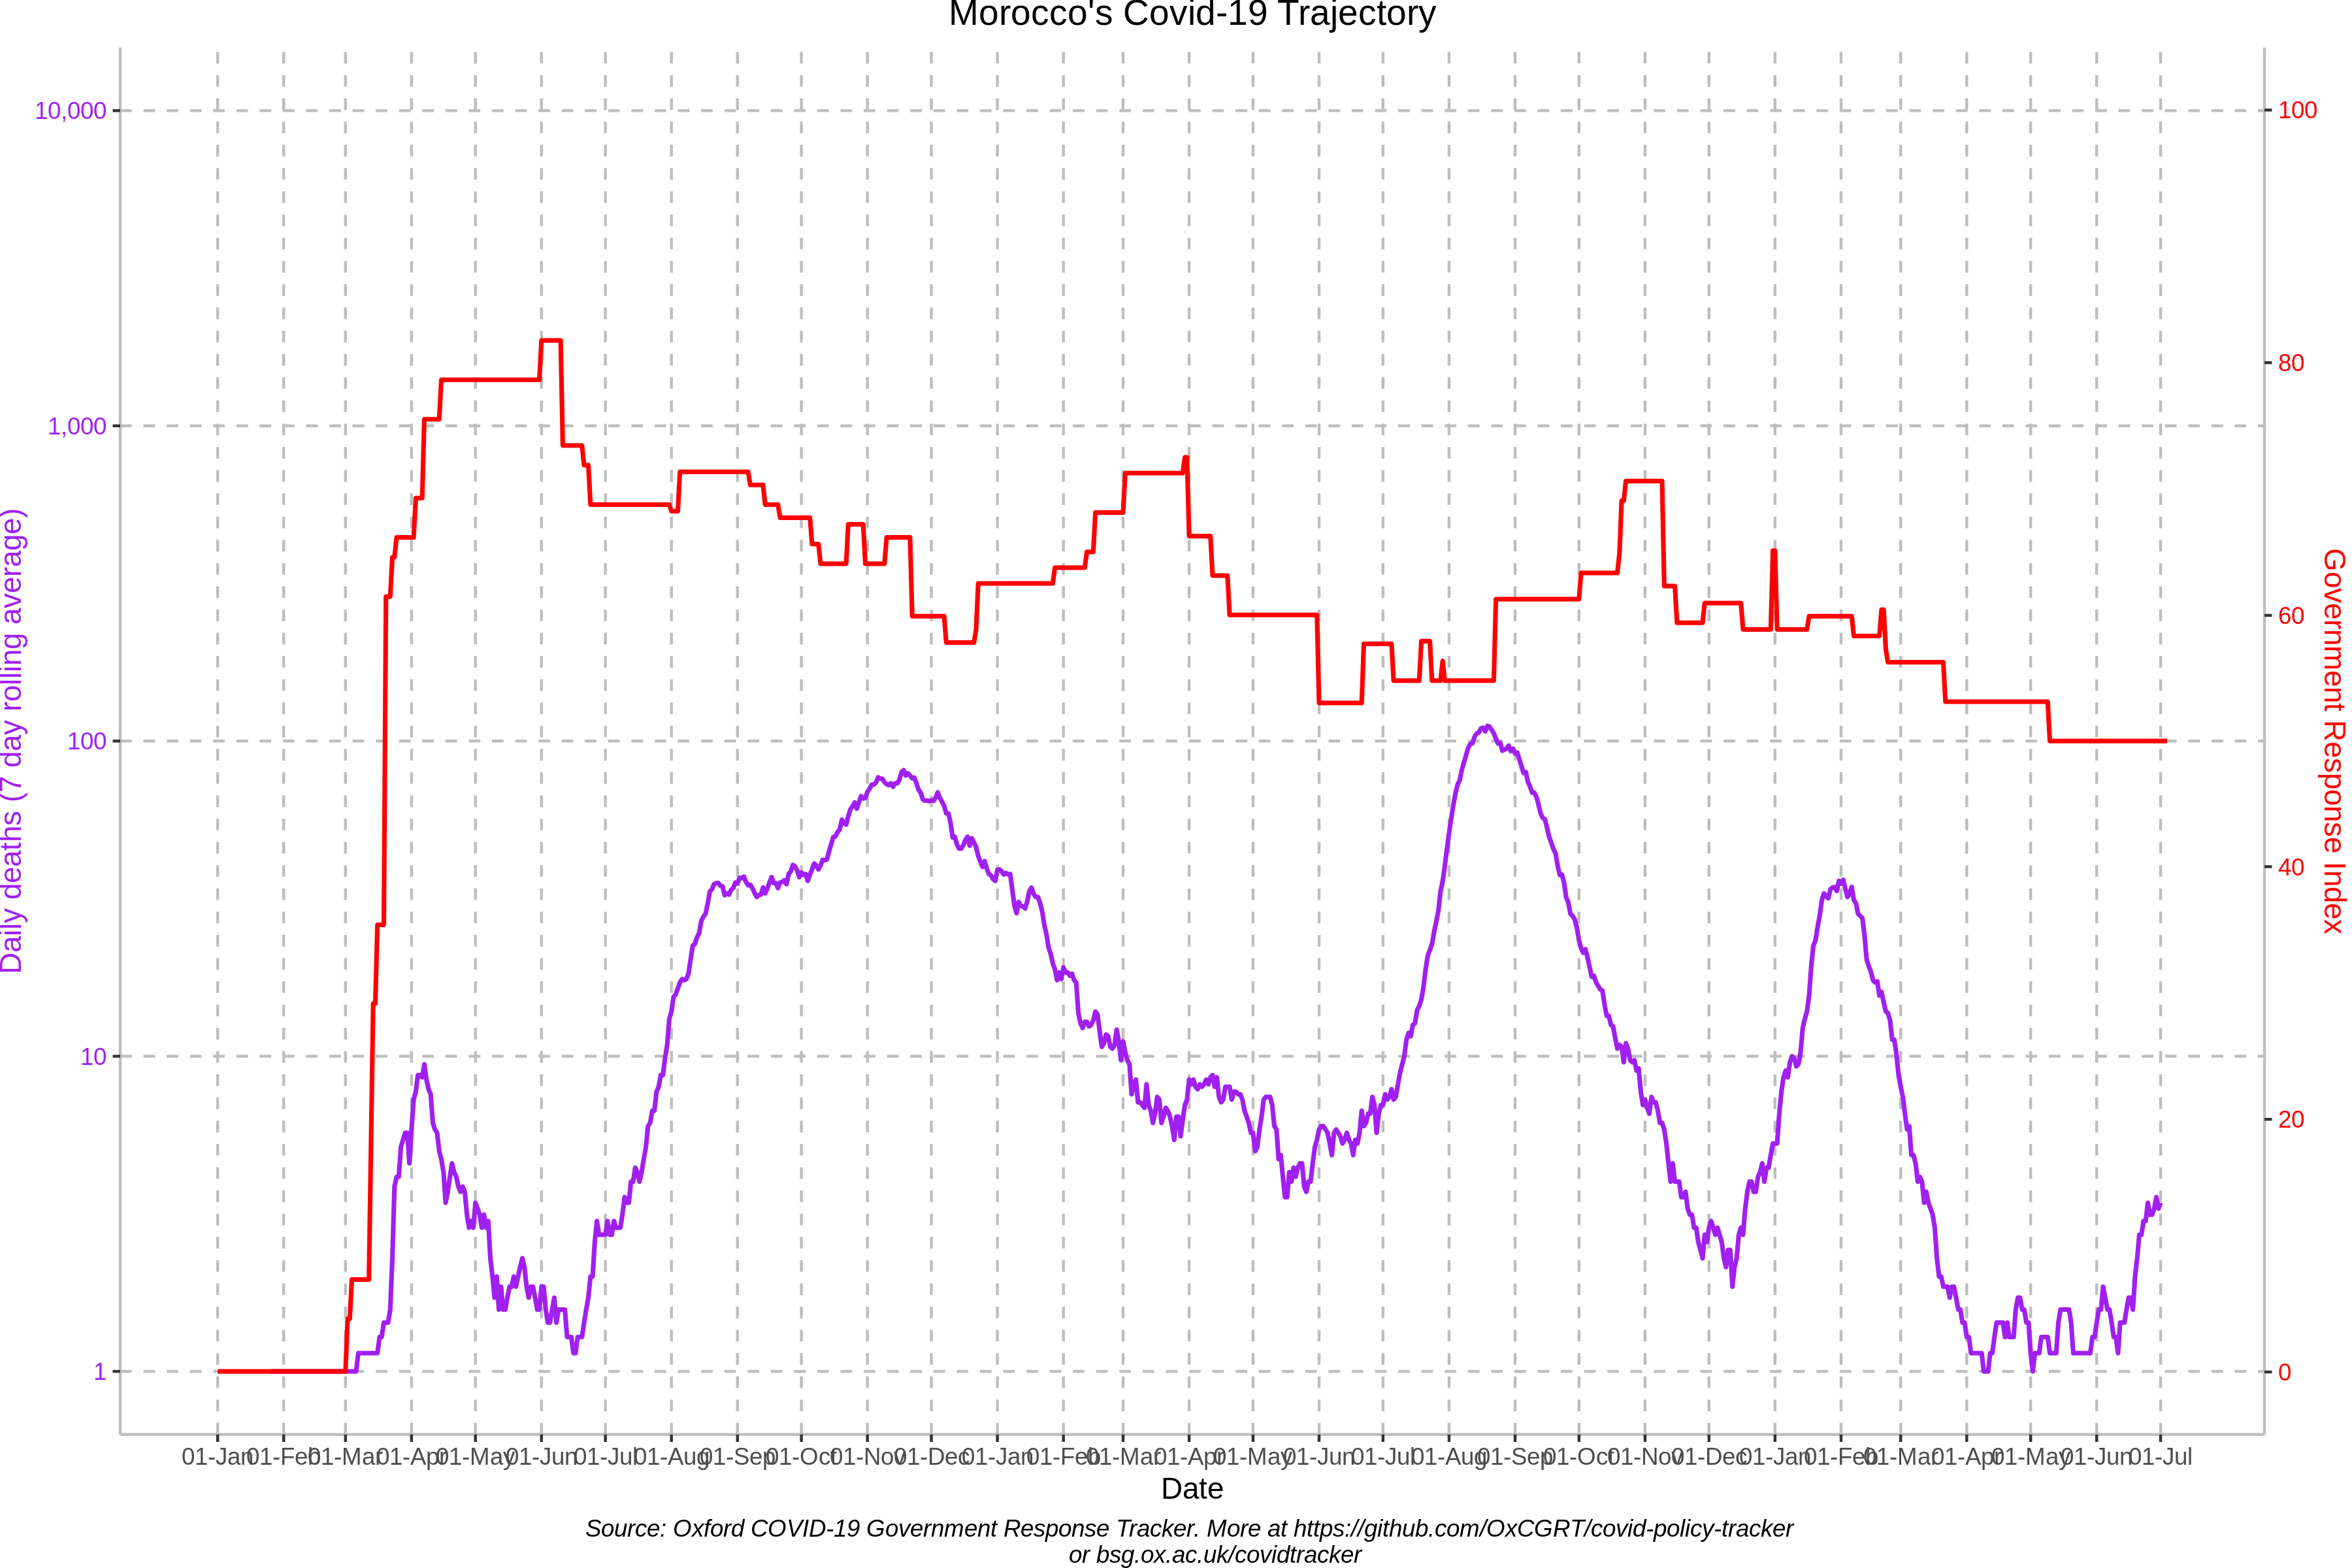 Morocco's Covid-19 Trajectory
10,000
1,000
100
10
1
Daily deaths (7 day rolling average)
100
80
60
40
20
0
Government Response Index
01-Jan 01-Feb 01-Mar 01-Apr 01-May 01-Jun 01-Jul 01-Aug 01-Sep 01-Oct 01-Nov 01-Dec 01-Jan 01-Feb 01-Mar 01-Apr 01-May 01-Jun 01-Jul 01-Aug 01-Sep 01-Oct 01-Nov 01-Dec 01-Jan 01-Feb 01-Mar 01-Apr 01-May 01-Jun 01-Jul
Date
Source: Oxford COVID-19 Government Response Tracker. More at https://github.com/OxCGRT/covid-policy-tracker
or bsg.ox.ac.uk/covidtracker